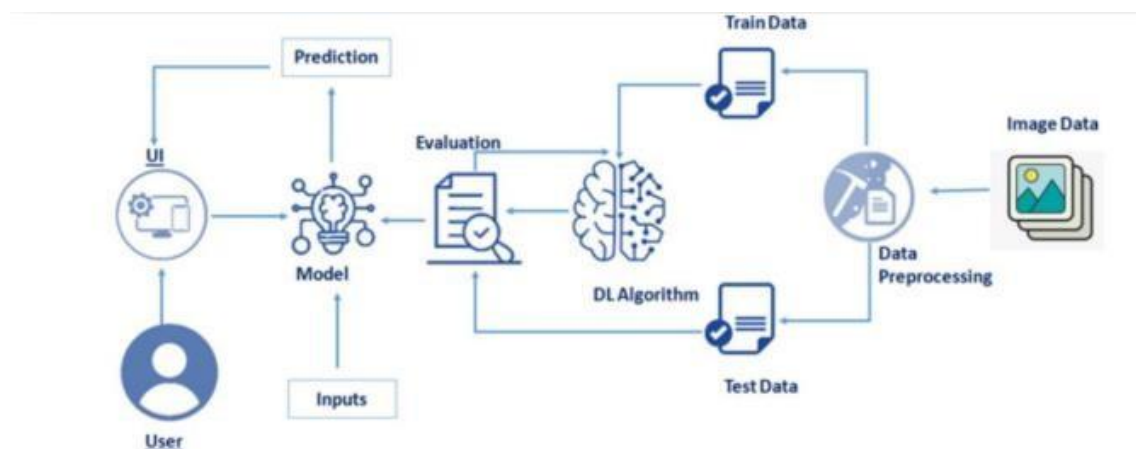 Train Data
Prediction
Image Data
Evaluation
UI
Data
Preprocessing
Model
DL Algorithm
Test Data
Inputs
User